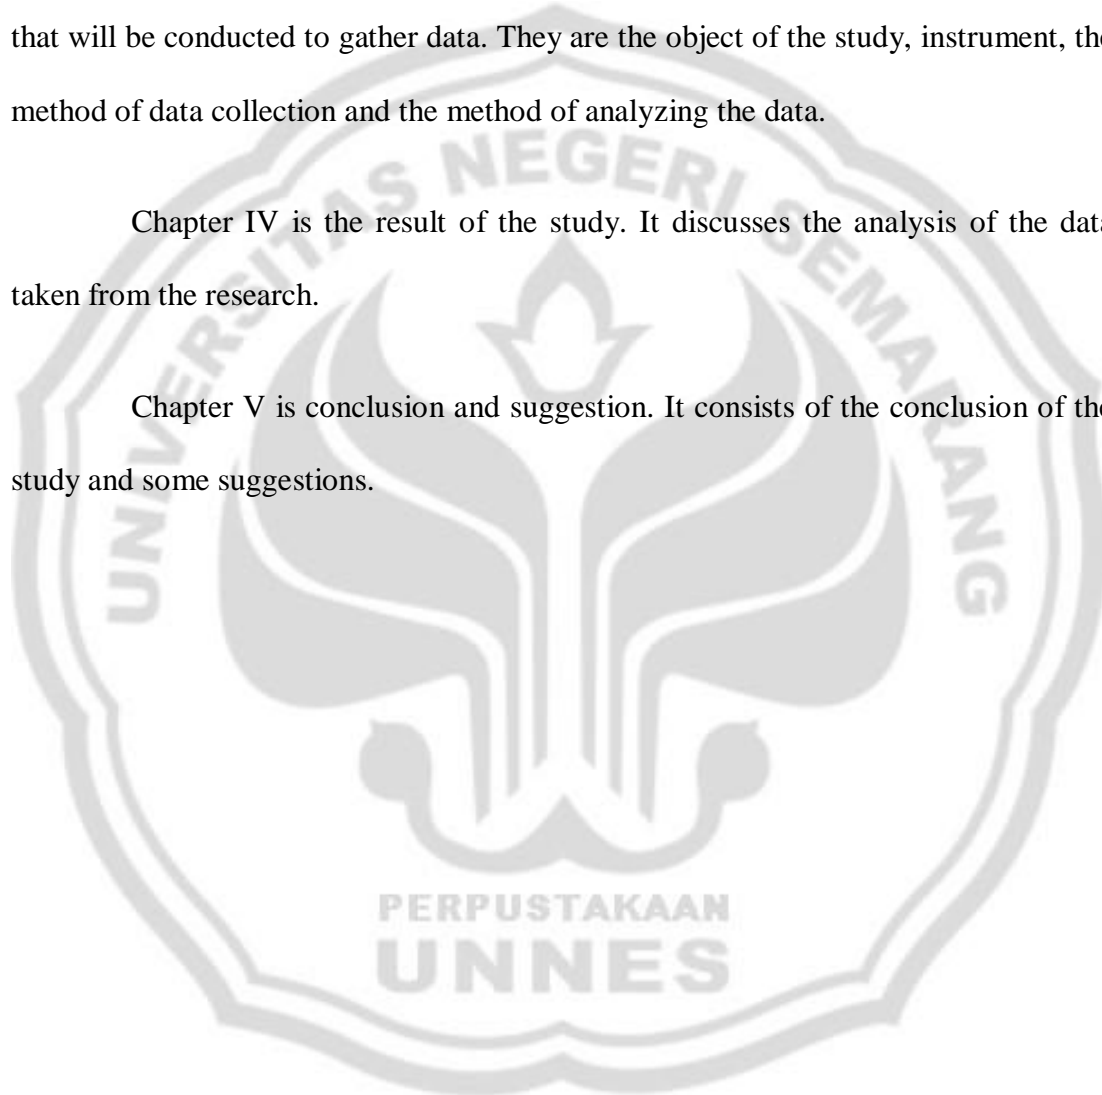 that will be conducted to gather data. They are the object of the study, instrument, the
method of data collection and the method of analyzing the data.
Chapter IV is the result of the study. It discusses the analysis of the data
taken from the research.
Chapter V is conclusion and suggestion. It consists of the conclusion of the
study and some suggestions.
UNIVERSITAS NEGERI SEMARANG
PERPUSTAKAAN
UNNES